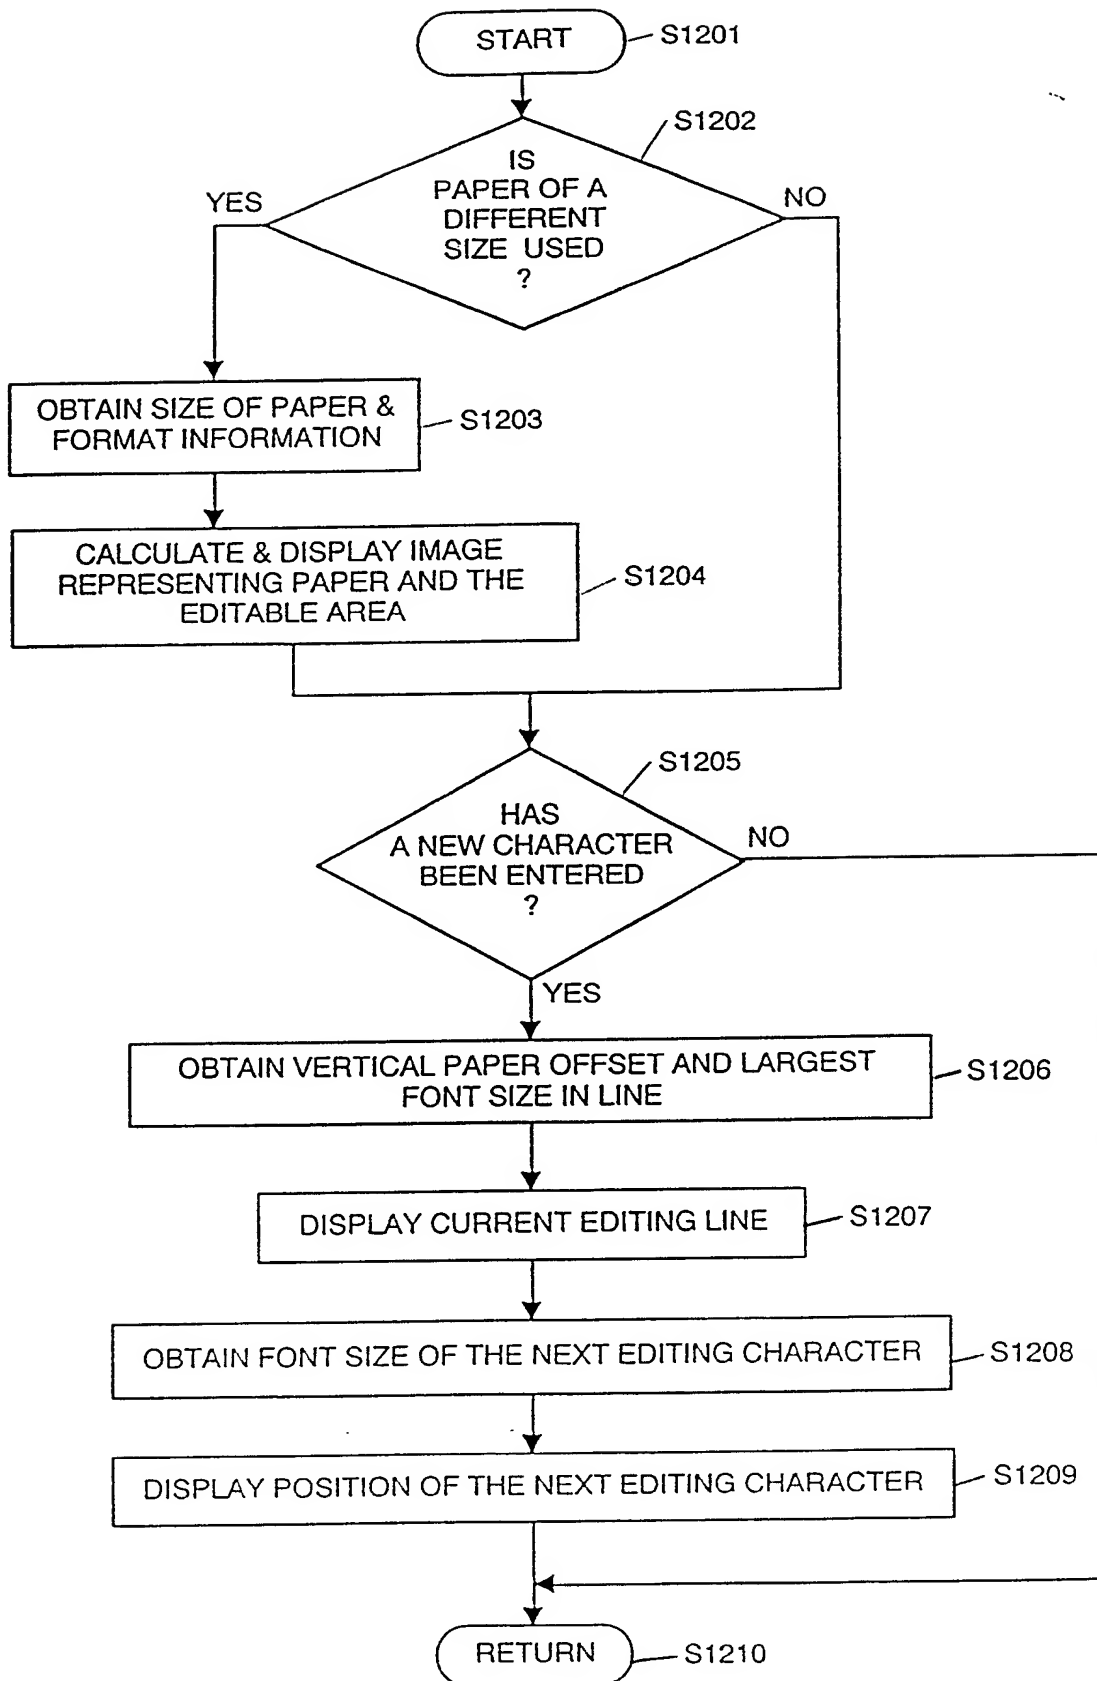 START
S1201
S1202
IS
PAPER OF A
DIFFERENT
SIZE USED
?
YES
NO
OBTAIN SIZE OF PAPER &
FORMAT INFORMATION
S1203
CALCULATE & DISPLAY IMAGE
REPRESENTING PAPER AND THE
EDITABLE AREA
S1204
S1205
HAS
A NEW CHARACTER
BEEN ENTERED
?
NO
YES
OBTAIN VERTICAL PAPER OFFSET AND LARGEST
FONT SIZE IN LINE
S1206
DISPLAY CURRENT EDITING LINE
S1207
OBTAIN FONT SIZE OF THE NEXT EDITING CHARACTER
S1208
DISPLAY POSITION OF THE NEXT EDITING CHARACTER
S1209
RETURN
S1210